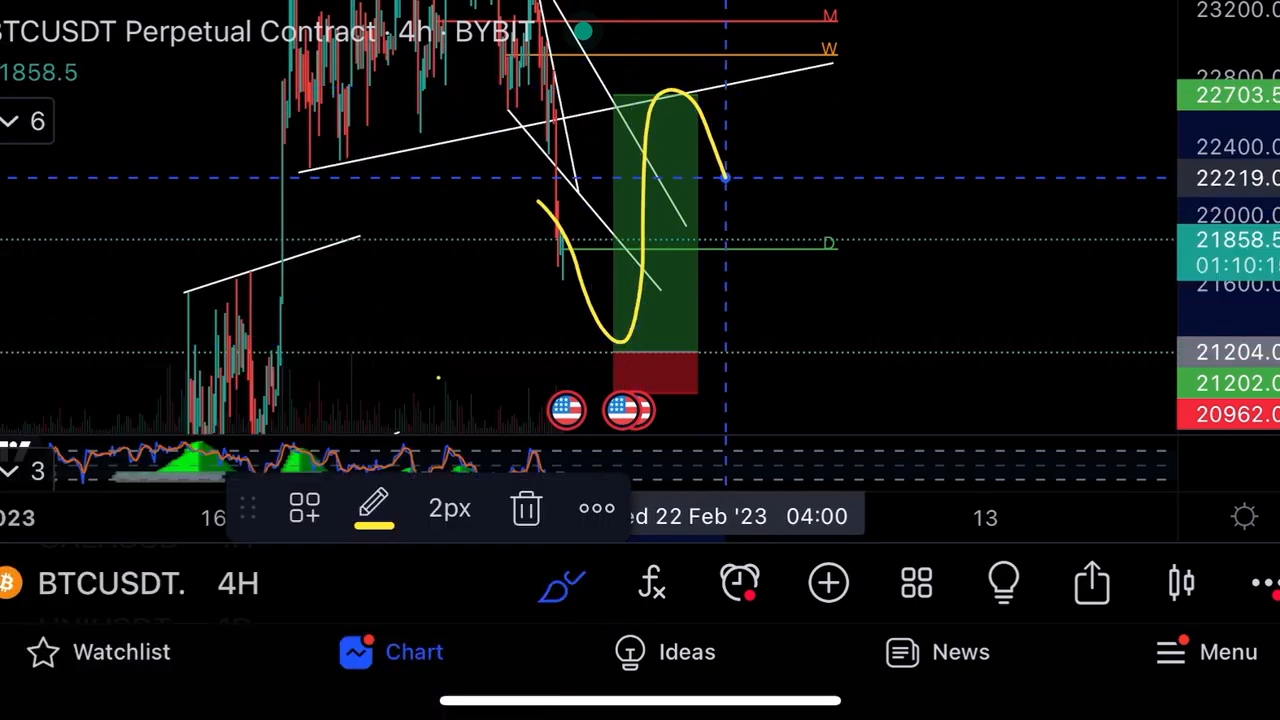 BTCUSDT Perpetual Contract · 4h · BYBIT
1858.5
6
M
W
D
23200.0
22800.0
22703.5
22400.0
22219.0
22000.0
21858.5
01:10:1
21600.0
21204.0
21202.0
20962.0
3
023
16
2px
ed 22 Feb '23 04:00
13
BTCUSDT. 4H
Watchlist
Chart
Ideas
News
Menu